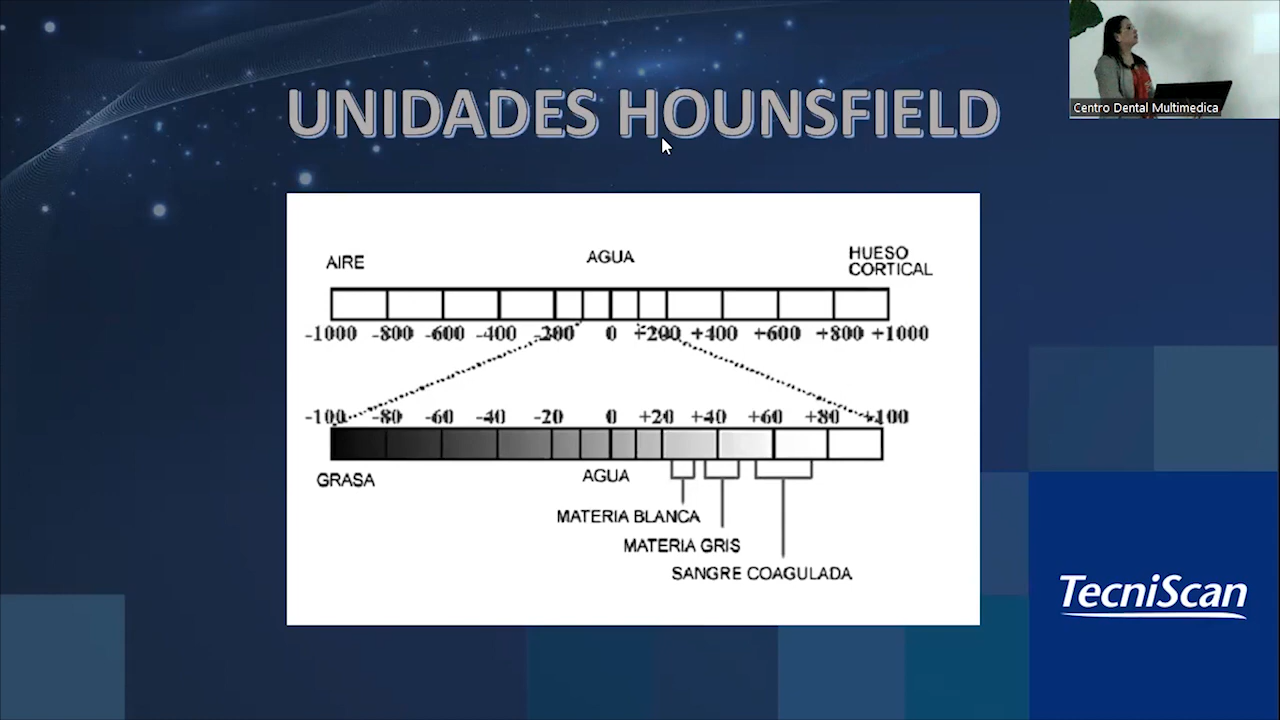 UNIDADES HOUNSFIELD
Centro Dental Multimedica
AIRE
AGUA
HUESO
CORTICAL
-1000 -800 -600 -400 -200 0 +200 +400 +600 +800 +1000
-100 -80 -60 -40 -20 0 +20 +40 +60 +80 +100
GRASA
AGUA
MATERIA BLANCA
MATERIA GRIS
SANGRE COAGULADA
TecniScan